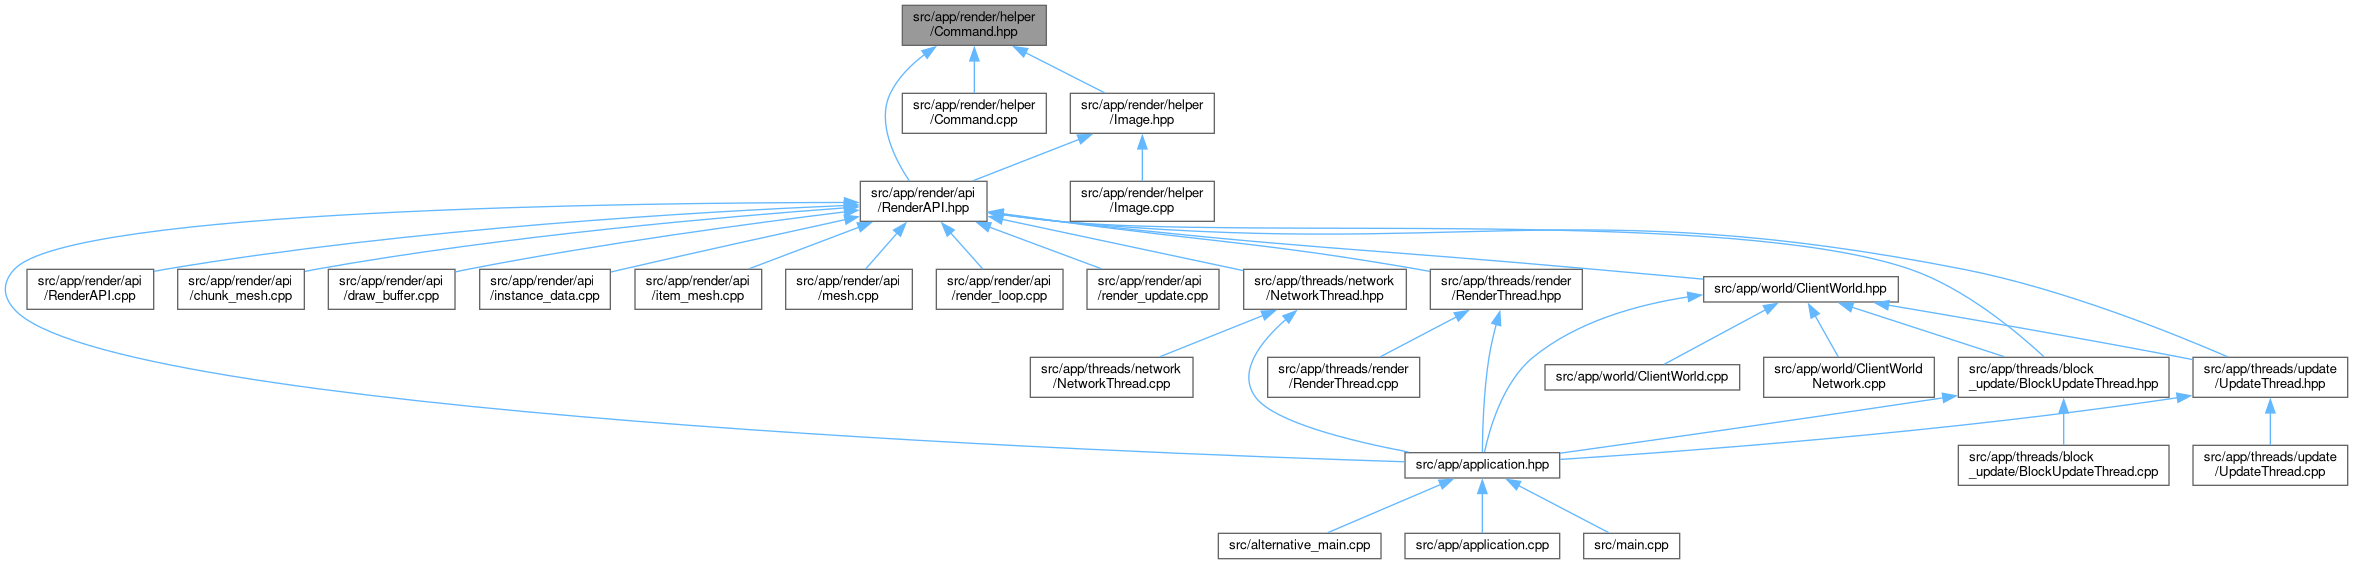 src/app/render/helper
/Command.hpp
src/app/render/helper
/Command.cpp
src/app/render/helper
/Image.hpp
src/app/render/api
/RenderAPI.hpp
src/app/render/helper
/Image.cpp
src/app/render/api
/RenderAPI.cpp
src/app/render/api
/chunk_mesh.cpp
src/app/render/api
/draw_buffer.cpp
src/app/render/api
/instance_data.cpp
src/app/render/api
/item_mesh.cpp
src/app/render/api
/mesh.cpp
src/app/render/api
/render_loop.cpp
src/app/render/api
/render_update.cpp
src/app/threads/network
/NetworkThread.hpp
src/app/threads/render
/RenderThread.hpp
src/app/world/ClientWorld.hpp
src/app/threads/network
/NetworkThread.cpp
src/app/threads/render
/RenderThread.cpp
src/app/world/ClientWorld.cpp
src/app/world/ClientWorld
Network.cpp
src/app/threads/block
_update/BlockUpdateThread.hpp
src/app/threads/update
/UpdateThread.hpp
src/app/application.hpp
src/app/threads/block
_update/BlockUpdateThread.cpp
src/app/threads/update
/UpdateThread.cpp
src/alternative_main.cpp
src/app/application.cpp
src/main.cpp